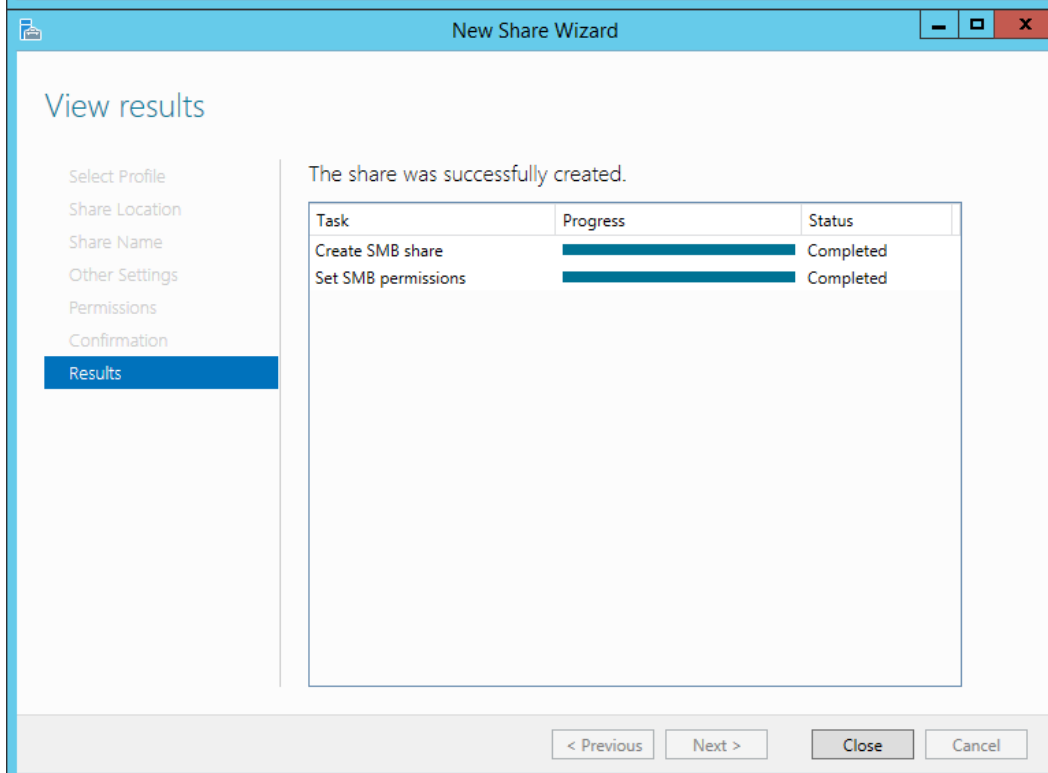 New Share Wizard
View results
Select Profile
Share Location
Share Name
Other Settings
Permissions
Confirmation
Results
The share was successfully created.
Task Progress Status
Create SMB share Completed
Set SMB permissions Completed
< Previous Next > Close Cancel